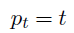 p_t = t